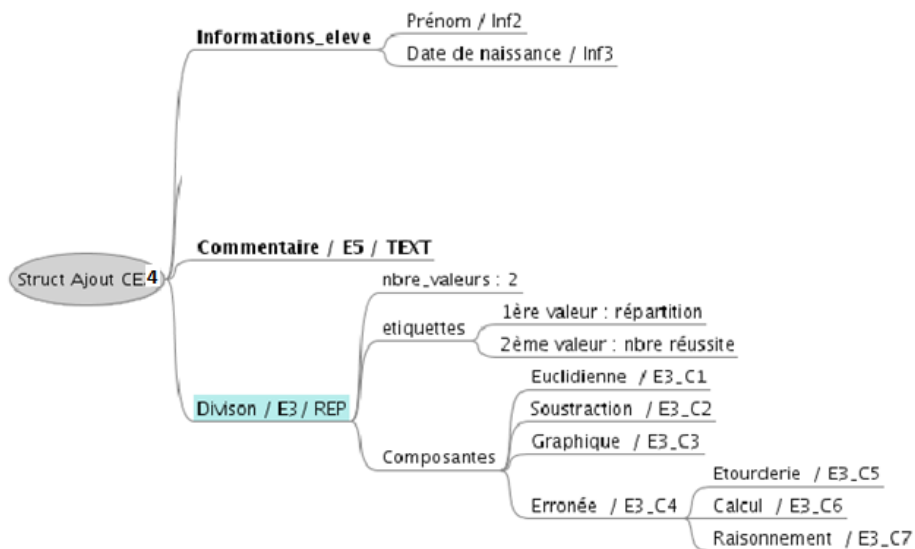 Prénom / Inf2
Informations_eleve
Date de naissance / Inf3
Commentaire / E5 / TEXT
Struct Ajout CE4
nbre_valeurs : 2
1ère valeur : répartition
etiquettes
2ème valeur : nbre réussite
Euclidienne / E3_C1
Divison / E3 / REP
Soustraction / E3_C2
Graphique / E3_C3
Composantes
Etourderie / E3_C5
Erronée / E3_C4
Calcul / E3_C6
Raisonnement / E3_C7